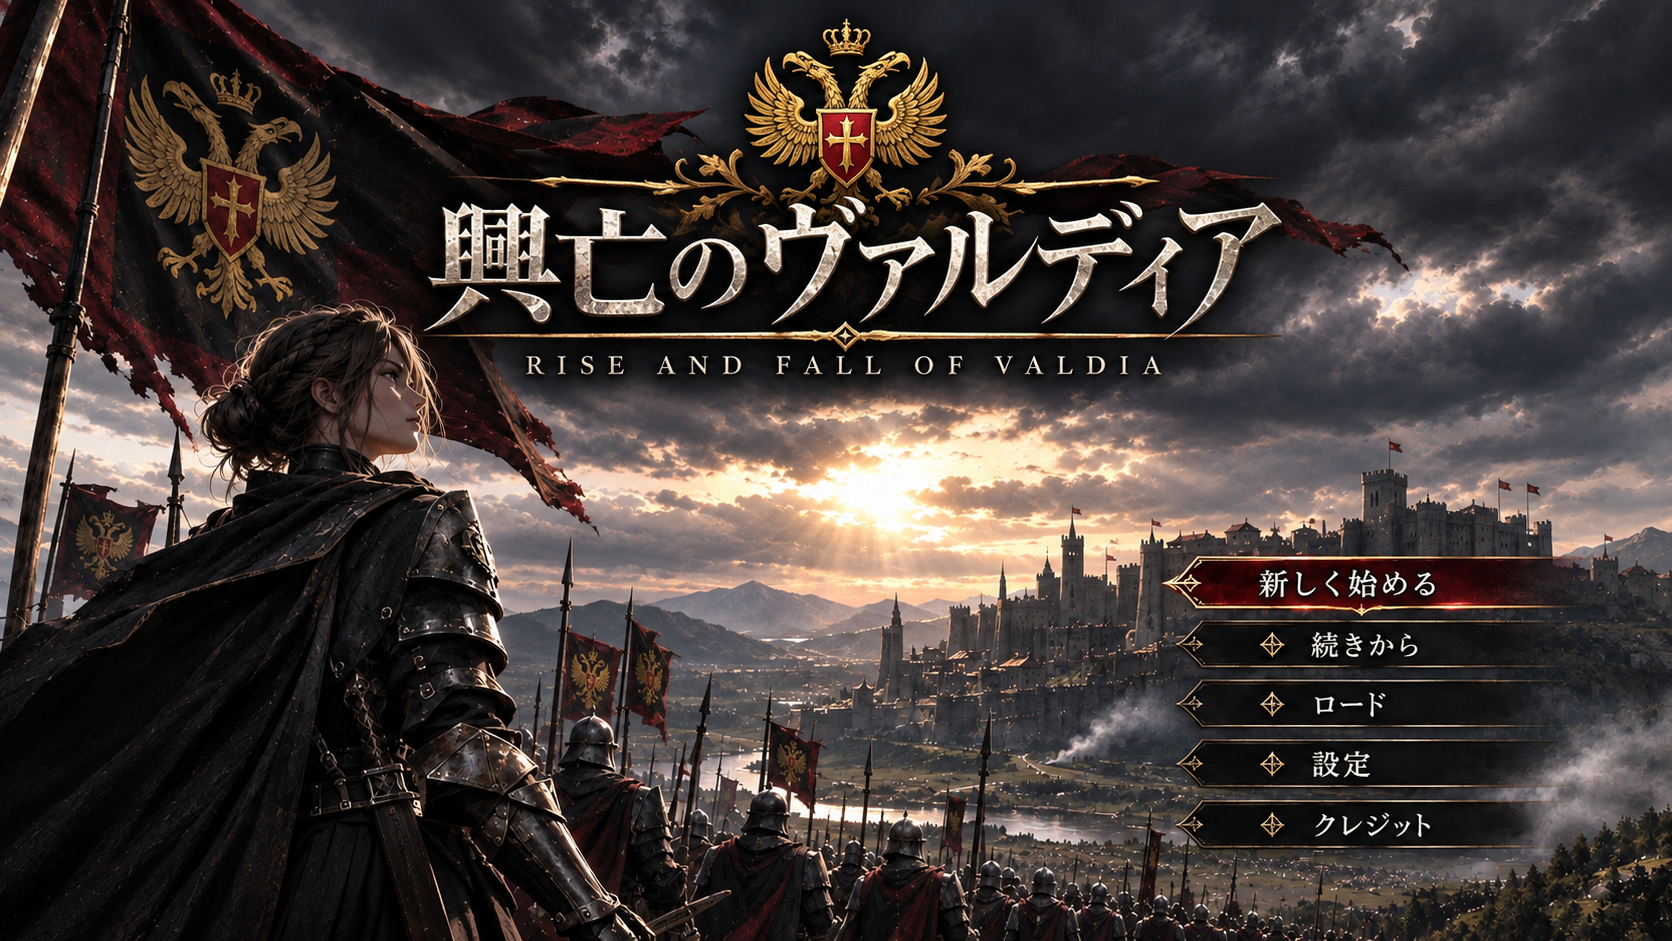 興亡のヴァルディア
RISE AND FALL OF VALDIA
新しく始める
続きから
ロード
設定
クレジット